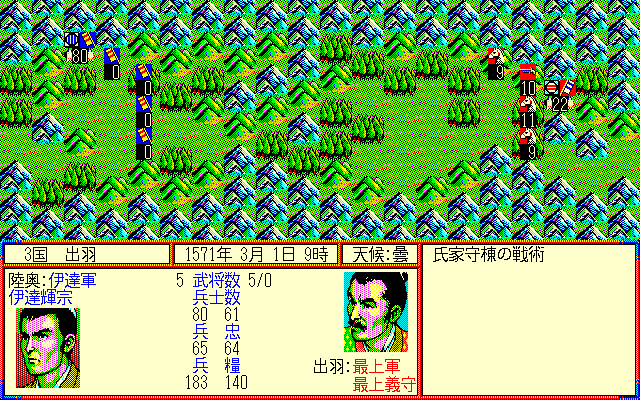 80
0
0
0
0
9
10
22
11
9
3国 出羽
1571年 3月 1日 9時
天候:曇
氏家守棟の戦術
陸奥:伊達軍
伊達輝宗
5 武将数 5/0
兵士数
80 61
兵 忠
65 64
兵 糧
183 140
出羽:最上軍
最上義守